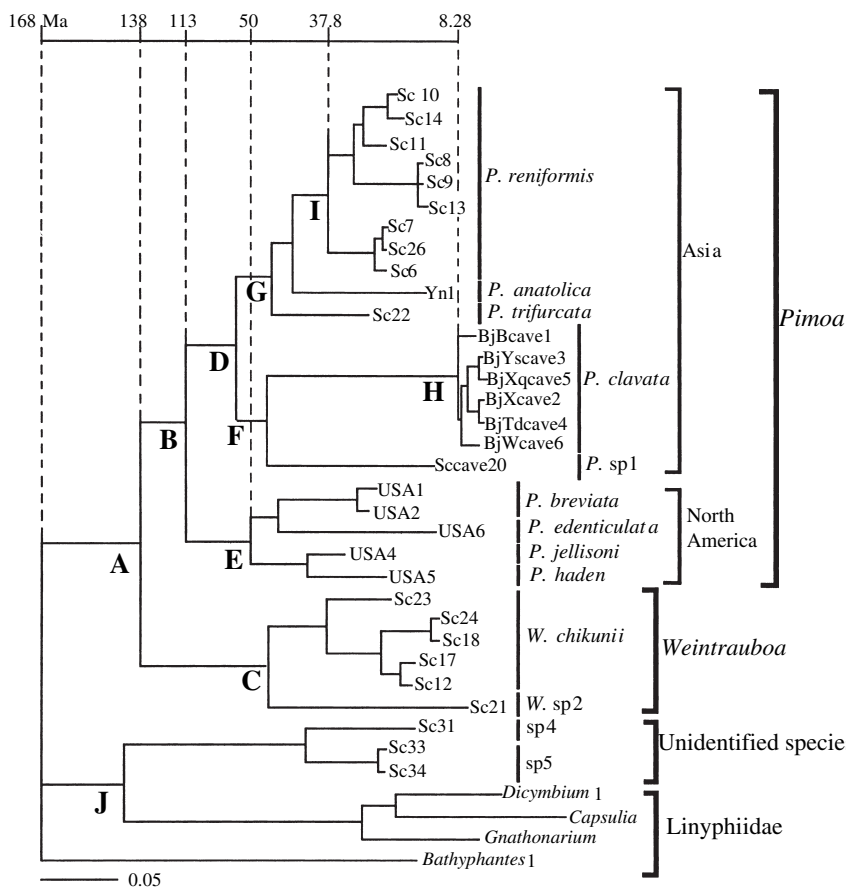 168 Ma 138 113 50 37.8 8.28
Sc 10
Sc14
Sc11
Sc8
Sc9
Sc13
P. reniformis
I
Sc7
Sc26
Sc6
Asia
G
Yn1
P. anatolica
Sc22
P. trifurcata
Pimoa
BjBcave1
D
BjYscave3
BjXqcave5
P. clavata
H
BjXcave2
BjTdcave4
F
B
BjWcave6
Sccave20
P. sp1
USA1
P. breviata
USA2
USA6
P. edenticulata
North
America
A
E
USA4
P. jellisoni
USA5
P. haden
Sc23
Sc24
Sc18
W. chikunii
Weintrauboa
Sc17
C
Sc12
Sc21
W. sp2
Sc31
sp4
Sc33
Unidentified specie
Sc34
sp5
J
Dicymbium 1
Capsulia
Linyphiidae
Gnathonarium
Bathyphantes 1
0.05